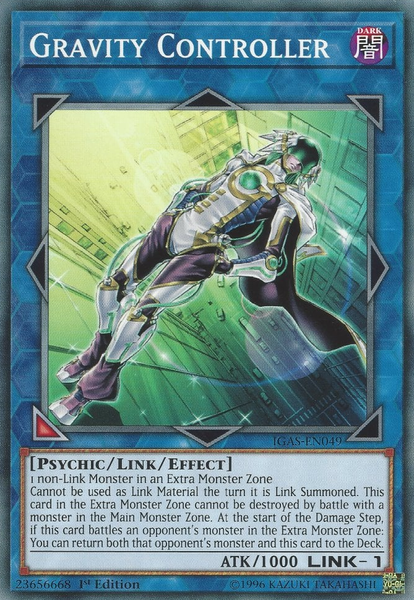 GRAVITY CONTROLLER
DARK
闇
IGAS-EN049
[PSYCHIC/LINK/EFFECT]
1 non-Link Monster in an Extra Monster Zone
Cannot be used as Link Material the turn it is Link Summoned. This
card in the Extra Monster Zone cannot be destroyed by battle with a
monster in the Main Monster Zone. At the start of the Damage Step,
if this card battles an opponent's monster in the Extra Monster Zone:
You can return both that opponent's monster and this card to the Deck.
ATK/1000 LINK-1
23656668 1st Edition ©1996 KAZUKI TAKAHASHI